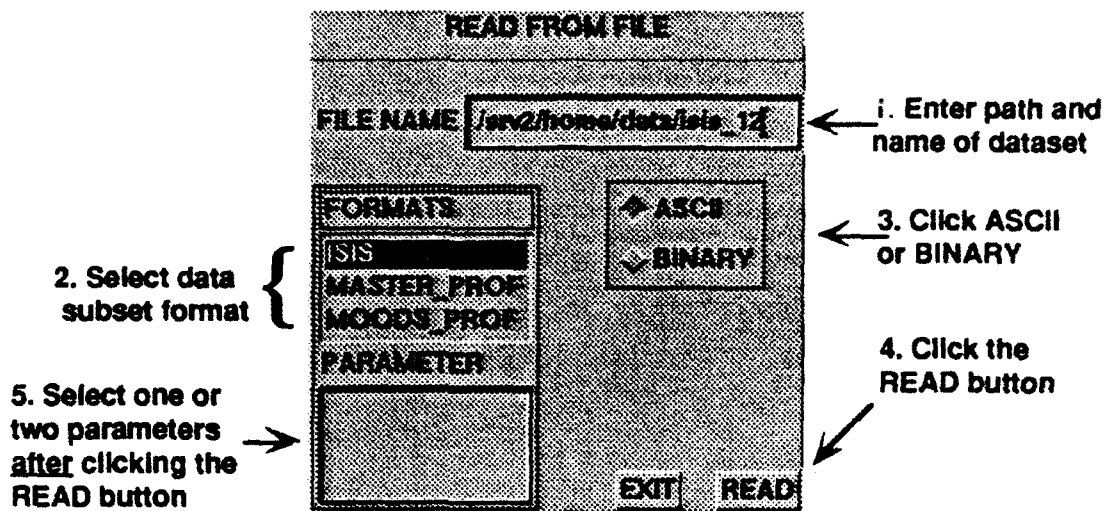 READ FROM FILE
FILE NAME /srv2/home/data/isis_12
1. Enter path and
name of dataset
FORMATS
ISIS
MASTER_PROF
MOODS_PROF
2. Select data
subset format
ASCII
BINARY
3. Click ASCII
or BINARY
PARAMETER
4. Click the
READ button
5. Select one or
two parameters
after clicking the
READ button
EXIT READ